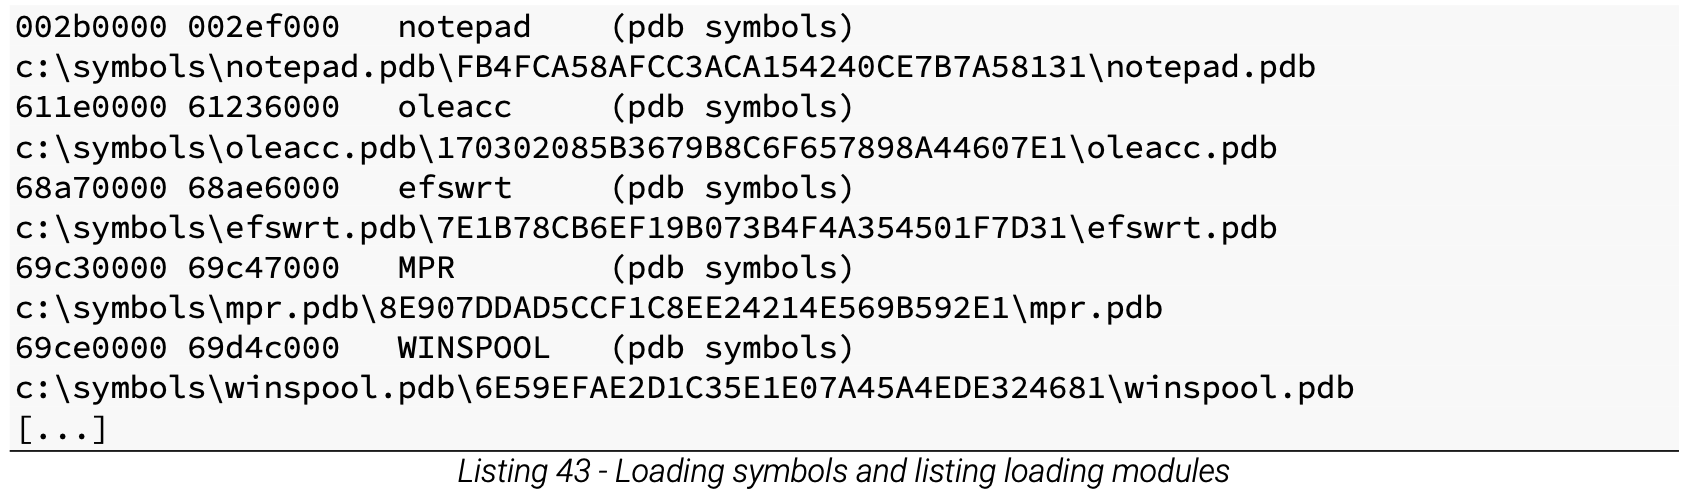 002b0000 002ef000   notepad    (pdb symbols)
c:\symbols\notepad.pdb\FB4FCA58AFCC3ACA154240CE7B7A58131\notepad.pdb
611e0000 61236000   oleacc     (pdb symbols)
c:\symbols\oleacc.pdb\170302085B3679B8C6F657898A44607E1\oleacc.pdb
68a70000 68ae6000   efswrt     (pdb symbols)
c:\symbols\efswrt.pdb\7E1B78CB6EF19B073B4F4A354501F7D31\efswrt.pdb
69c30000 69c47000   MPR        (pdb symbols)
c:\symbols\mpr.pdb\8E907DDAD5CCF1C8EE24214E569B592E1\mpr.pdb
69ce0000 69d4c000   WINSPOOL   (pdb symbols)
c:\symbols\winspool.pdb\6E59EFAE2D1C35E1E07A45A4EDE324681\winspool.pdb
[...]
Listing 43 - Loading symbols and listing loading modules